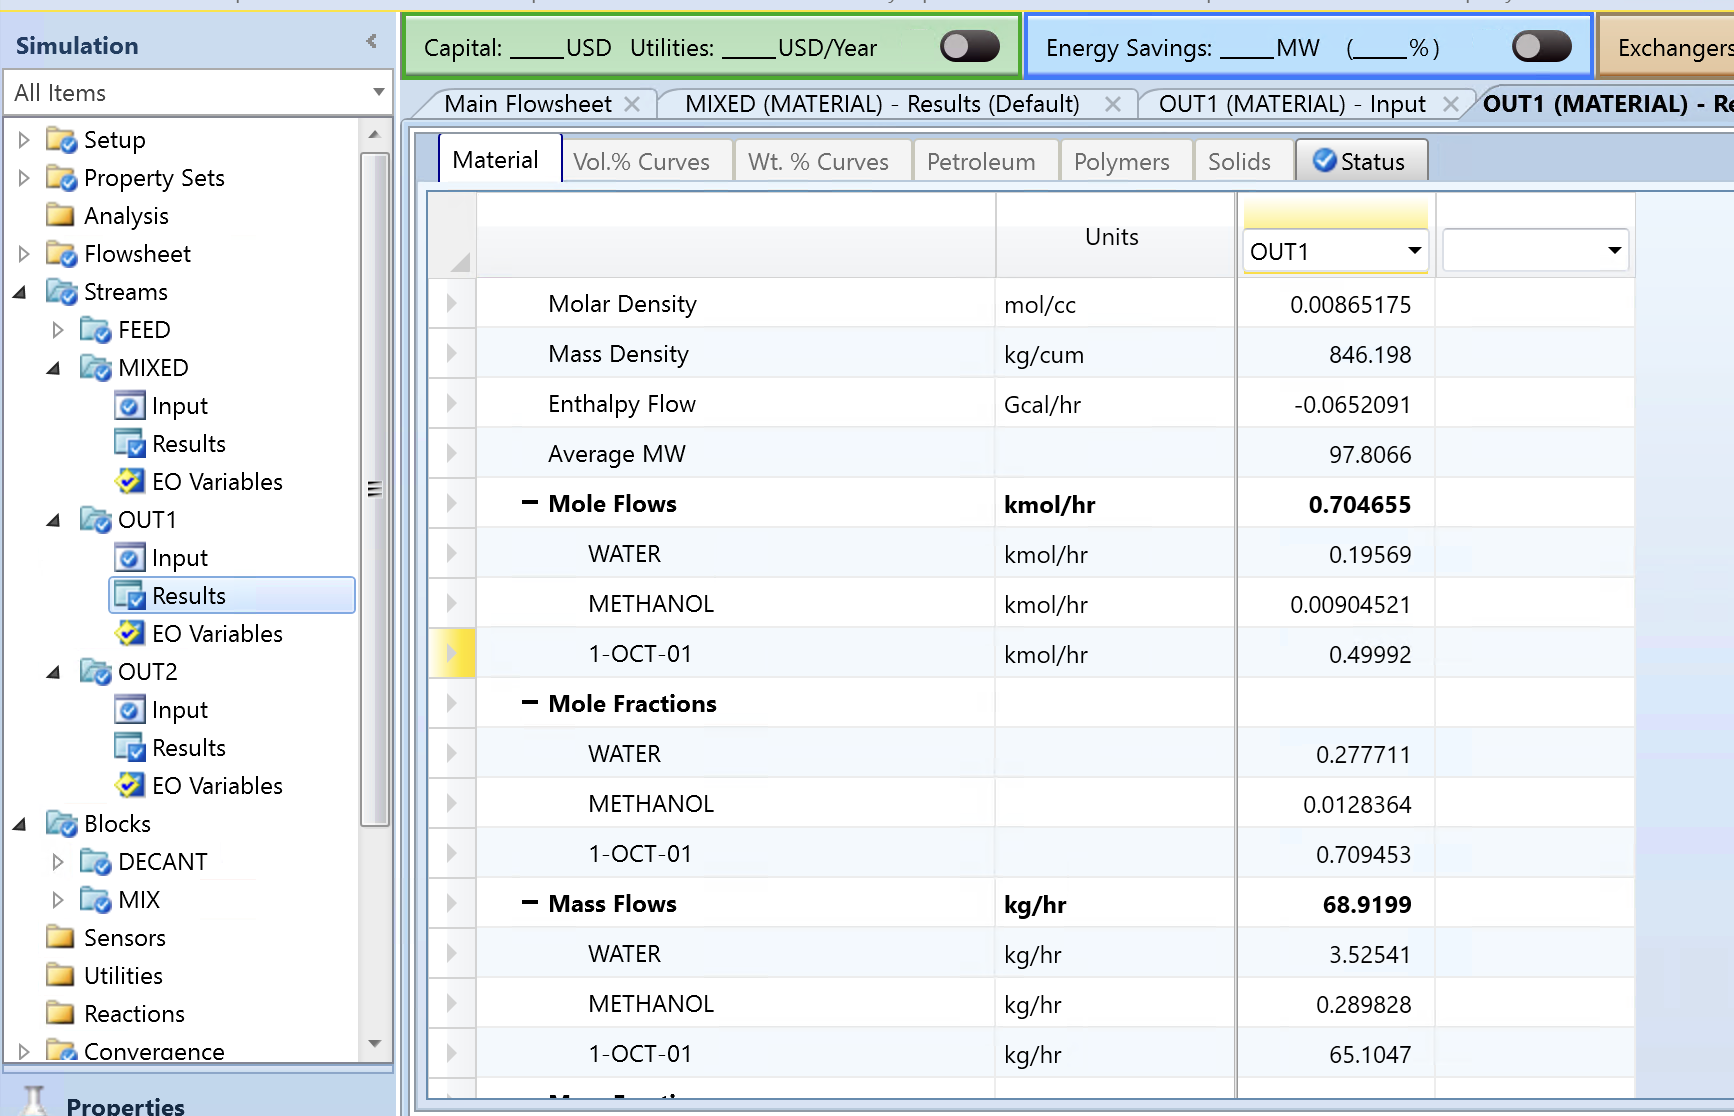 Simulation
All Items
Setup
Property Sets
Analysis
Flowsheet
Streams
FEED
MIXED
Input
Results
EO Variables
OUT1
Input
Results
EO Variables
OUT2
Input
Results
EO Variables
Blocks
DECANT
MIX
Sensors
Utilities
Reactions
Convergence
Properties
Capital: _____USD Utilities: _____USD/Year
Energy Savings: _____MW (_____%)
Exchangers
Main Flowsheet
MIXED (MATERIAL) - Results (Default)
OUT1 (MATERIAL) - Input
OUT1 (MATERIAL) - Re
Material Vol.% Curves Wt. % Curves Petroleum Polymers Solids Status
Units OUT1
Molar Density mol/cc 0.00865175
Mass Density kg/cum 846.198
Enthalpy Flow Gcal/hr -0.0652091
Average MW 97.8066
Mole Flows kmol/hr 0.704655
WATER kmol/hr 0.19569
METHANOL kmol/hr 0.00904521
1-OCT-01 kmol/hr 0.49992
Mole Fractions
WATER 0.277711
METHANOL 0.0128364
1-OCT-01 0.709453
Mass Flows kg/hr 68.9199
WATER kg/hr 3.52541
METHANOL kg/hr 0.289828
1-OCT-01 kg/hr 65.1047